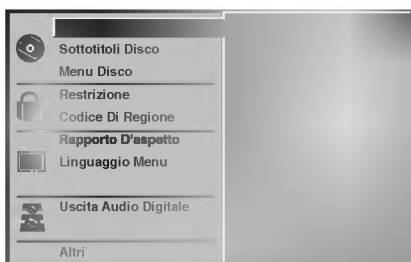 Sottotitoli Disco
Menu Disco
Restrizione
Codice Di Regione
Rapporto D'aspetto
Linguaggio Menu
Uscita Audio Digitale
Altri